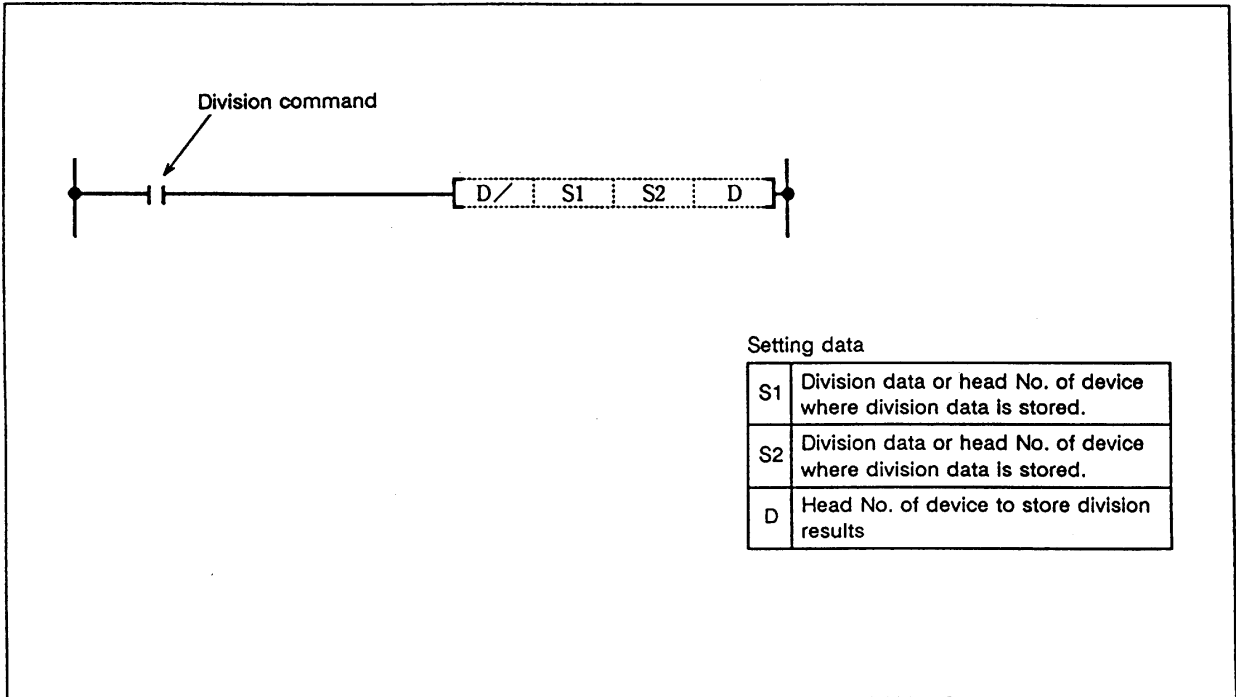 Division command
D/ S1 S2 D
Setting data
S1 Division data or head No. of device
where division data is stored.
S2 Division data or head No. of device
where division data is stored.
D Head No. of device to store division
results